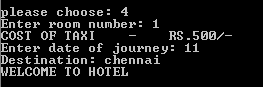 please choose: 4
Enter room number: 1
COST OF TAXI    -    RS.500/-
Enter date of journey: 11
Destination: chennai
WELCOME TO HOTEL